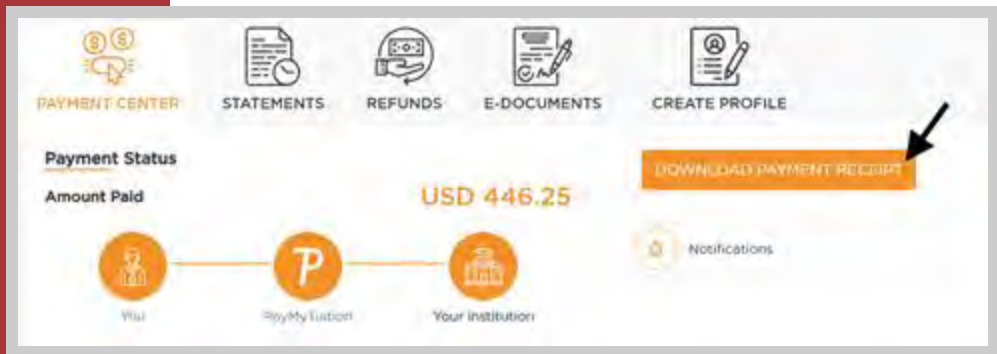 PAYMENT CENTER
STATEMENTS
REFUNDS
E-DOCUMENTS
CREATE PROFILE
Payment Status
Amount Paid
USD 446.25
DOWNLOAD PAYMENT RECEIPT
Notifications
P
You
PayMyTuition
Your Institution